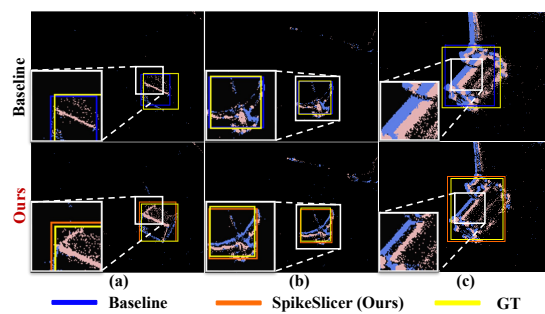 Baseline
Ours
(a) (b) (c)
Baseline SpikeSlicer (Ours) GT